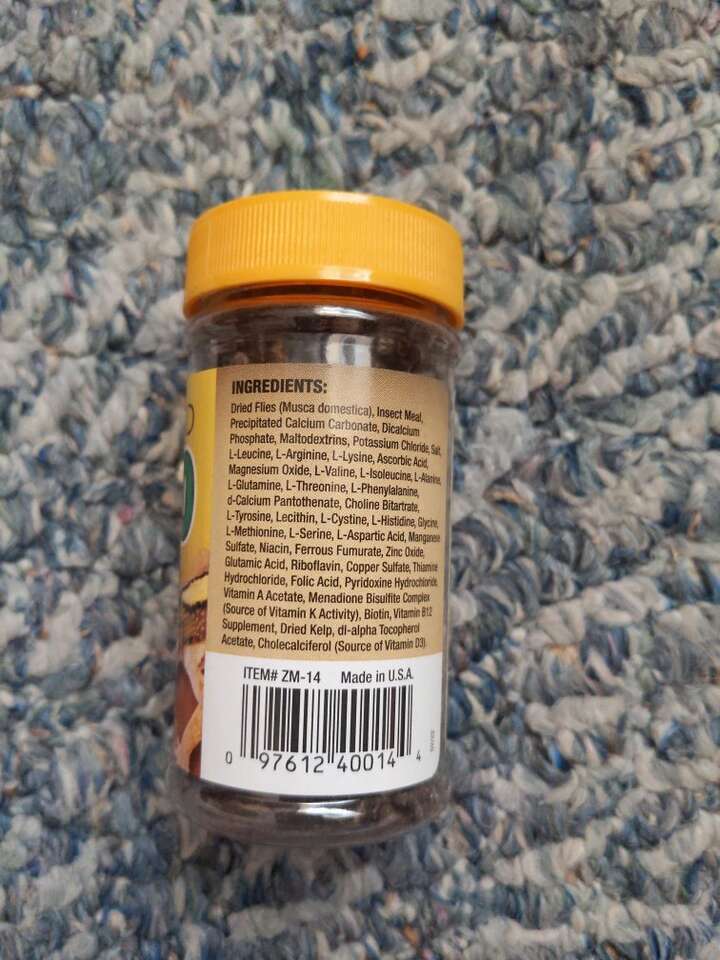 INGREDIENTS:
Dried Flies (Musca domestica), Insect Meal,
Precipitated Calcium Carbonate, Dicalcium
Phosphate, Maltodextrins, Potassium Chloride, Salt,
L-Leucine, L-Arginine, L-Lysine, Ascorbic Acid,
Magnesium Oxide, L-Valine, L-Isoleucine, L-Alanine,
L-Glutamine, L-Threonine, L-Phenylalanine,
d-Calcium Pantothenate, Choline Bitartrate,
L-Tyrosine, Lecithin, L-Cystine, L-Histidine, Glycine,
L-Methionine, L-Serine, L-Aspartic Acid, Manganese
Sulfate, Niacin, Ferrous Fumurate, Zinc Oxide,
Glutamic Acid, Riboflavin, Copper Sulfate, Thiamine
Hydrochloride, Folic Acid, Pyridoxine Hydrochloride,
Vitamin A Acetate, Menadione Bisulfite Complex
(Source of Vitamin K Activity), Biotin, Vitamin B12
Supplement, Dried Kelp, dl-alpha Tocopherol
Acetate, Cholecalciferol (Source of Vitamin D3).
ITEM# ZM-14 Made in U.S.A.
0 97612 40014 4